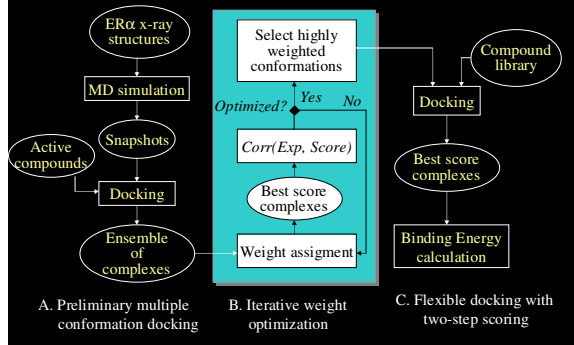 ERα x-ray
structures
MD simulation
Snapshots
Active
compounds
Docking
Ensemble
of
complexes
A. Preliminary multiple
conformation docking
Select highly
weighted
conformations
Optimized?
Yes
No
Corr(Exp, Score)
Best score
complexes
Weight assigment
B. Iterative weight
optimization
Compound
library
Docking
Best score
complexes
Binding Energy
calculation
C. Flexible docking with
two-step scoring